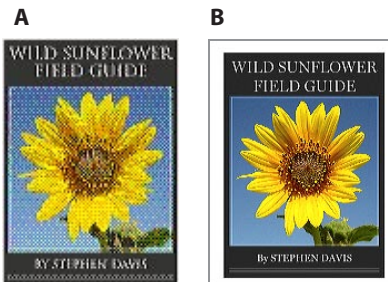 A
WILD SUNFLOWER
FIELD GUIDE
BY STEPHEN DAVIS
B
WILD SUNFLOWER
FIELD GUIDE
By STEPHEN DAVIS